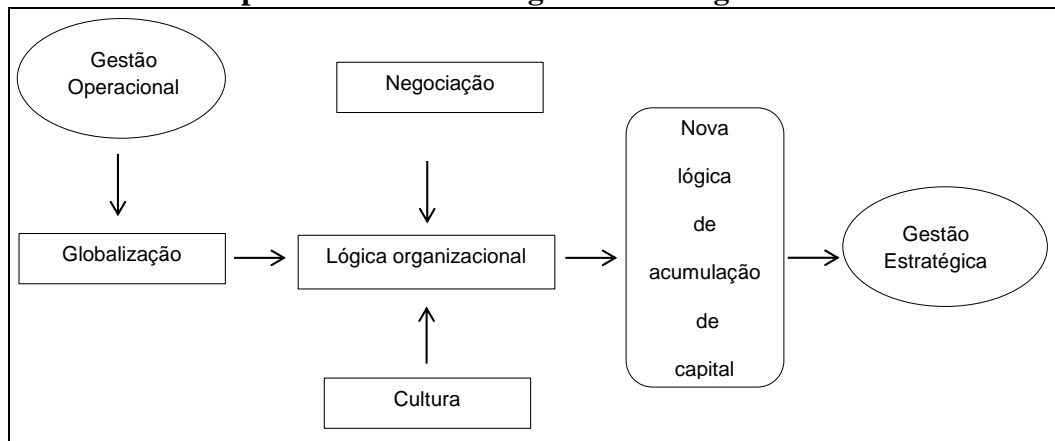 Gestão
Operacional
Negociação
Globalização
Lógica organizacional
Cultura
Nova
lógica
de
acumulação
de
capital
Gestão
Estratégica